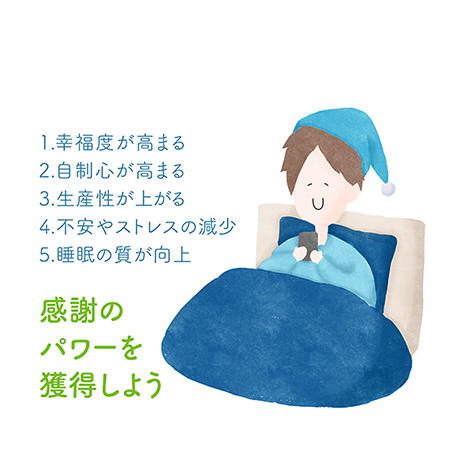 1.幸福度が高まる
2.自制心が高まる
3.生産性が上がる
4.不安やストレスの減少
5.睡眠の質が向上
感謝の
パワーを
獲得しよう